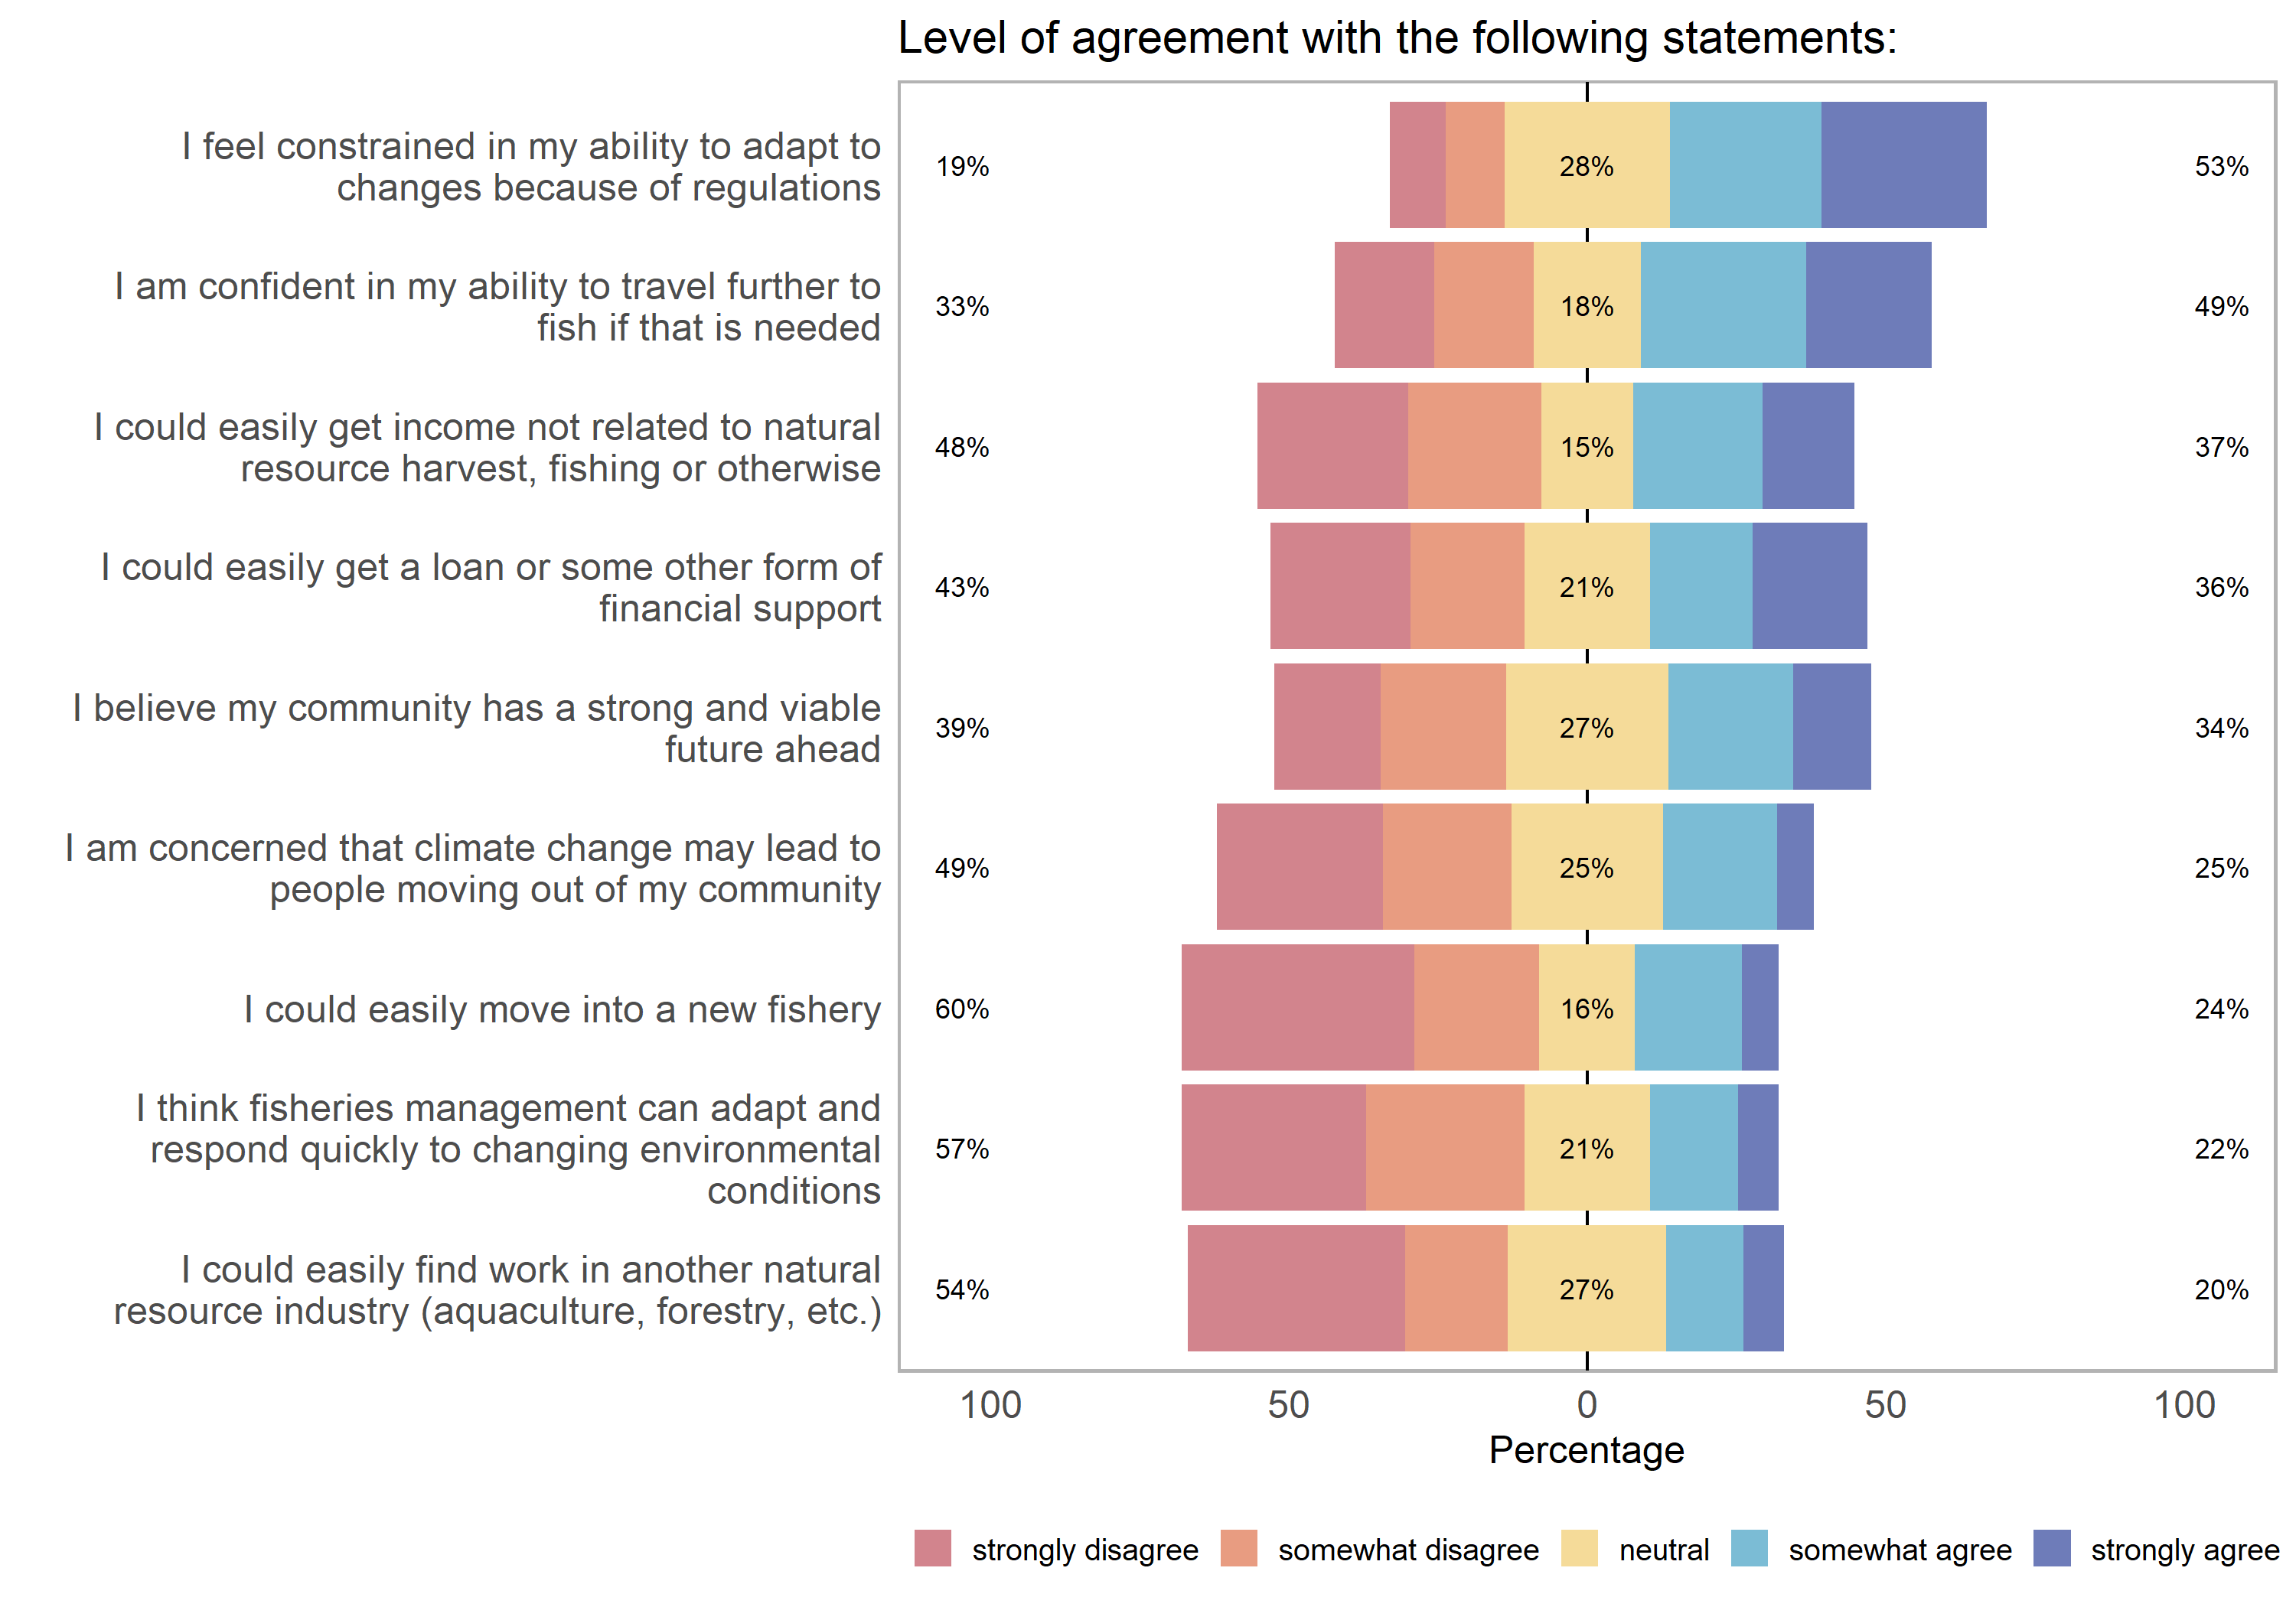 Level of agreement with the following statements:
I feel constrained in my ability to adapt to
changes because of regulations
19%
28%
53%
I am confident in my ability to travel further to
fish if that is needed
33%
18%
49%
I could easily get income not related to natural
resource harvest, fishing or otherwise
48%
15%
37%
I could easily get a loan or some other form of
financial support
43%
21%
36%
I believe my community has a strong and viable
future ahead
39%
27%
34%
I am concerned that climate change may lead to
people moving out of my community
49%
25%
25%
I could easily move into a new fishery
60%
16%
24%
I think fisheries management can adapt and
respond quickly to changing environmental
conditions
57%
21%
22%
I could easily find work in another natural
resource industry (aquaculture, forestry, etc.)
54%
27%
20%
100 50 0 50 100
Percentage
strongly disagree somewhat disagree neutral somewhat agree strongly agree